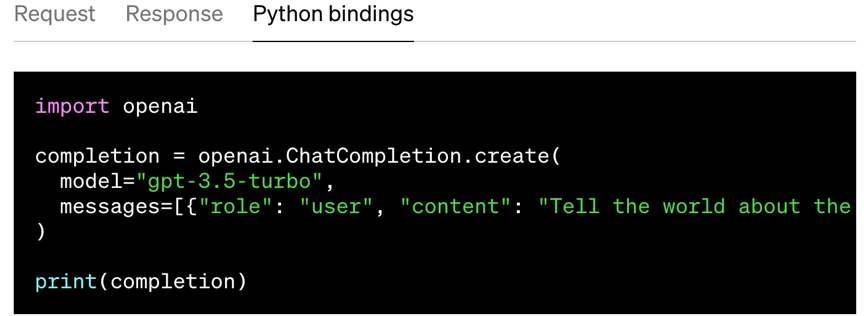 Request Response Python bindings
import openai
completion = openai.ChatCompletion.create(
  model="gpt-3.5-turbo",
  messages=[{"role": "user", "content": "Tell the world about the
)
print(completion)